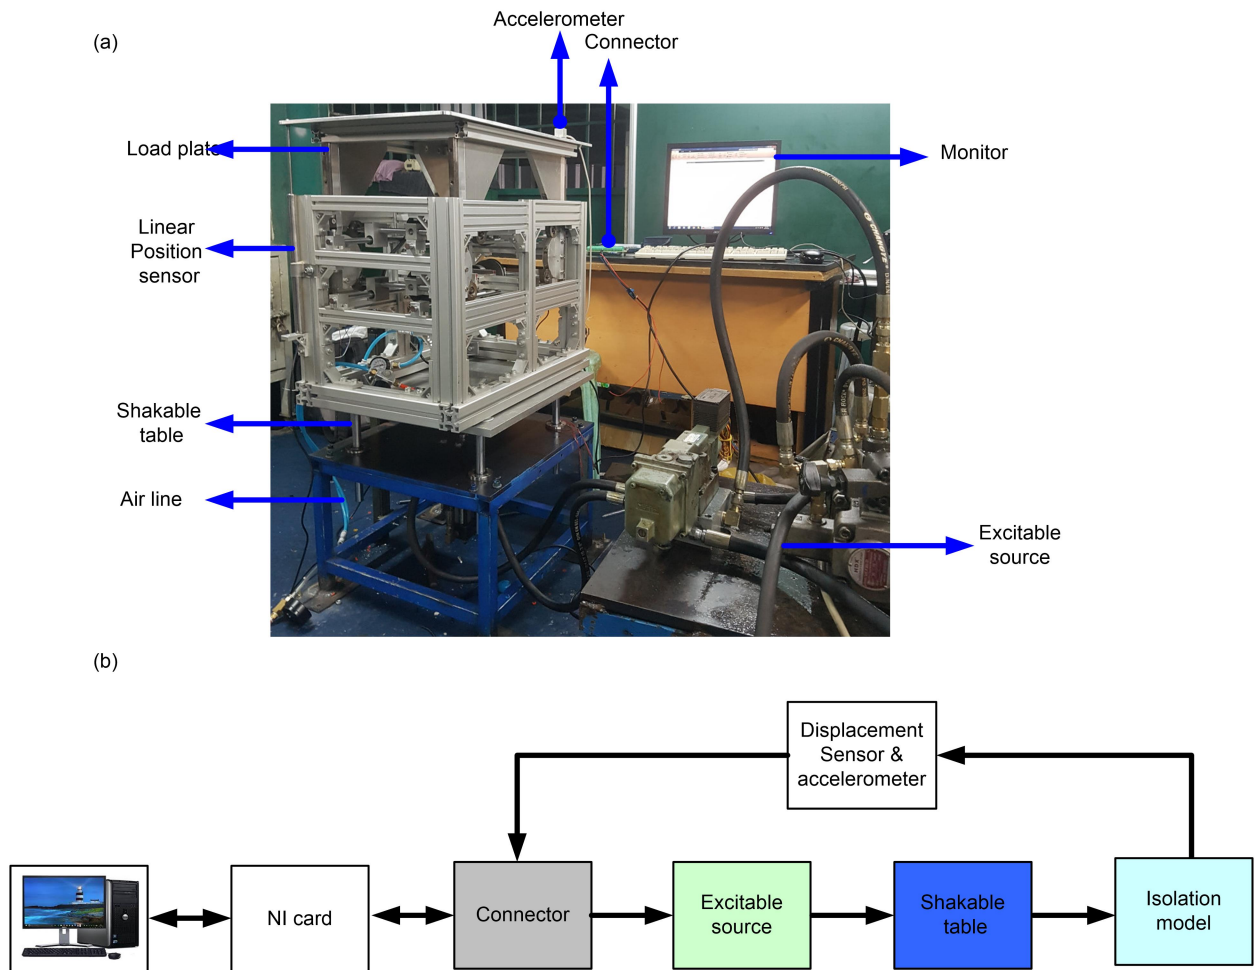 Accelerometer
(a)
Connector
Load plate
Monitor
Linear
Position
sensor
Shakable
table
Air line
Excitable
source
(b)
Displacement
Sensor &
accelerometer
NI card
Connector
Excitable
source
Shakable
table
Isolation
model